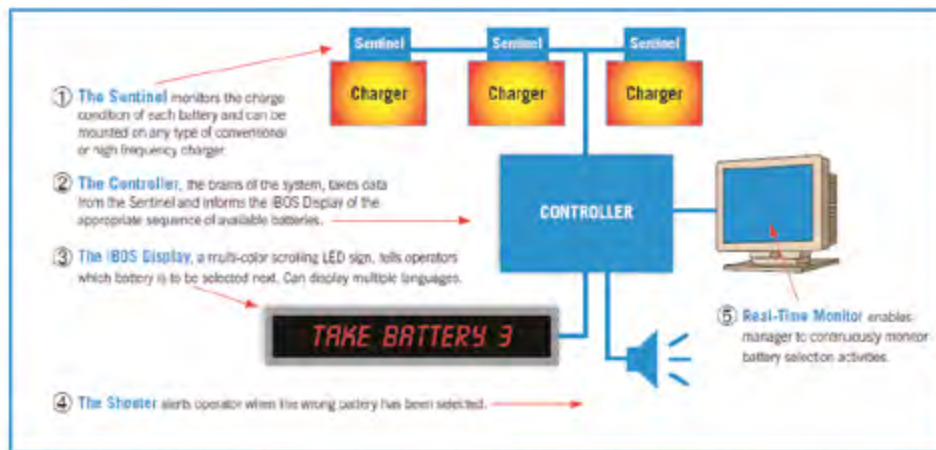 Sentinel Sentinel Sentinel
Charger Charger Charger
① The Sentinel monitors the charge
condition of each battery and can be
mounted on any type of conventional
or high frequency charger.
② The Controller, the brains of the system, takes data
from the Sentinel and informs the iBOS Display of the
appropriate sequence of available batteries.
CONTROLLER
③ The iBOS Display, a multi-color scrolling LED sign, tells operators
which battery is to be selected next. Can display multiple languages.
TAKE BATTERY 3
⑤ Real-Time Monitor enables
manager to continuously monitor
battery selection activities.
④ The Shouter alerts operator when the wrong battery has been selected.